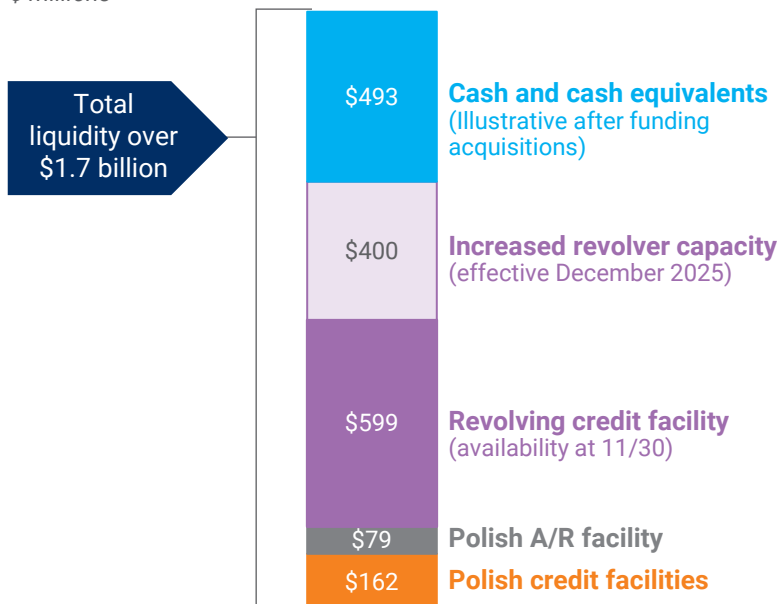 $ millions
Total
liquidity over
$1.7 billion
$493
Cash and cash equivalents
(Illustrative after funding
acquisitions)
$400
Increased revolver capacity
(effective December 2025)
$599
Revolving credit facility
(availability at 11/30)
$79
Polish A/R facility
$162
Polish credit facilities